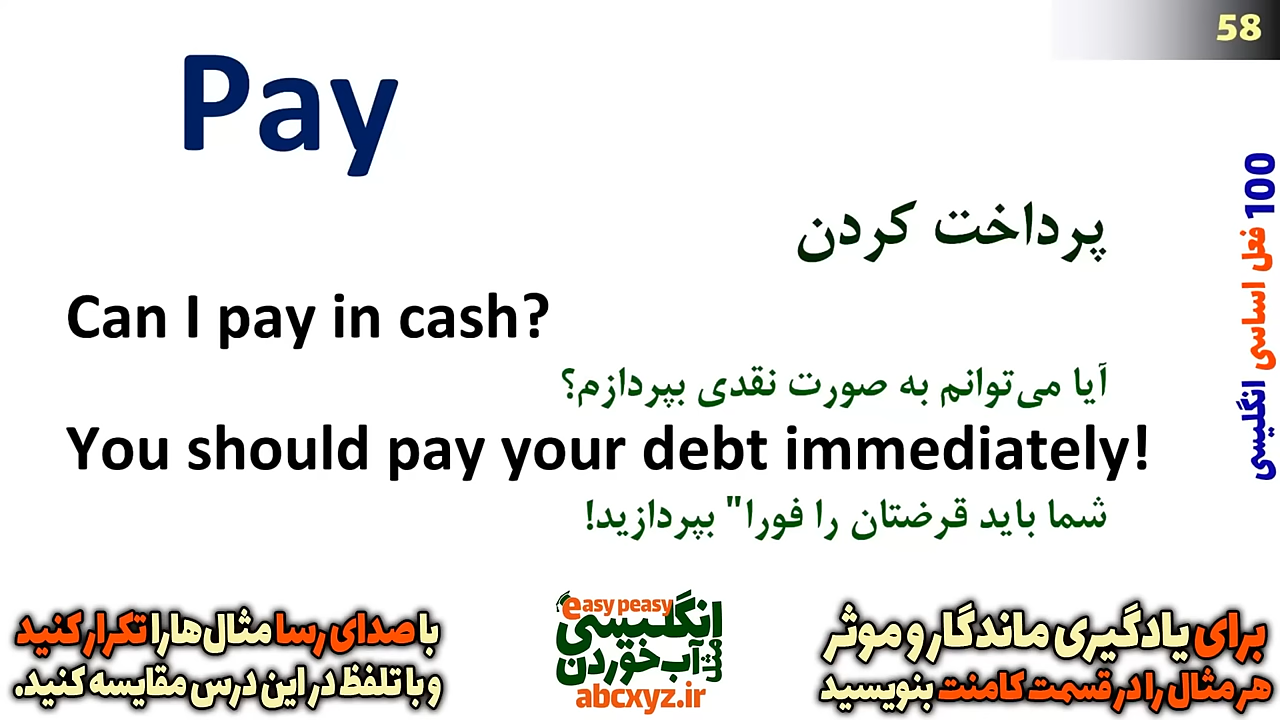 58
Pay
پرداخت کردن
Can I pay in cash?
آیا می‌توانم به صورت نقدی بپردازم؟
You should pay your debt immediately!
شما باید قرضتان را فورا" بپردازید!
100 فعل اساسی انگلیسی
برای یادگیری ماندگار و موثر
هر مثال را در قسمت کامنت بنویسید
easy peasy
انگلیسی
مثل
آب خوردن
abcxyz.ir
با صدای رسا مثال‌ها را تکرار کنید
و با تلفظ در این درس مقایسه کنید.